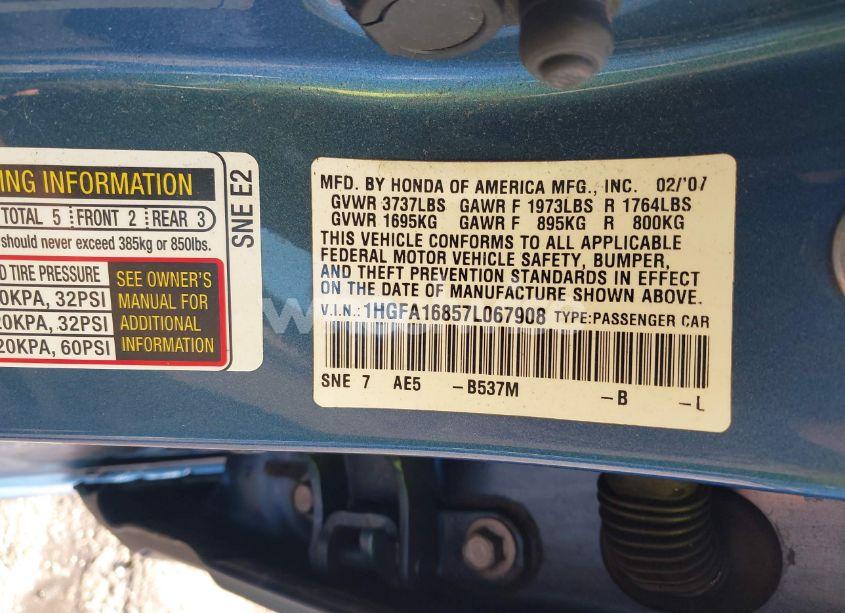 ING INFORMATION
TOTAL 5 FRONT 2 REAR 3
should never exceed 385kg or 850lbs.
TIRE PRESSURE
0KPA, 32PSI
20KPA, 32PSI
20KPA, 60PSI
SEE OWNER'S
MANUAL FOR
ADDITIONAL
INFORMATION
SNE E2
MFD. BY HONDA OF AMERICA MFG., INC. 02/'07
GVWR 3737LBS GAWR F 1973LBS R 1764LBS
GVWR 1695KG GAWR F 895KG R 800KG
THIS VEHICLE CONFORMS TO ALL APPLICABLE
FEDERAL MOTOR VEHICLE SAFETY, BUMPER,
AND THEFT PREVENTION STANDARDS IN EFFECT
ON THE DATE OF MANUFACTURE SHOWN ABOVE.
V.I.N.: 1HGFA16857L067908 TYPE:PASSENGER CAR
SNE 7 AE5 -B537M -B -L